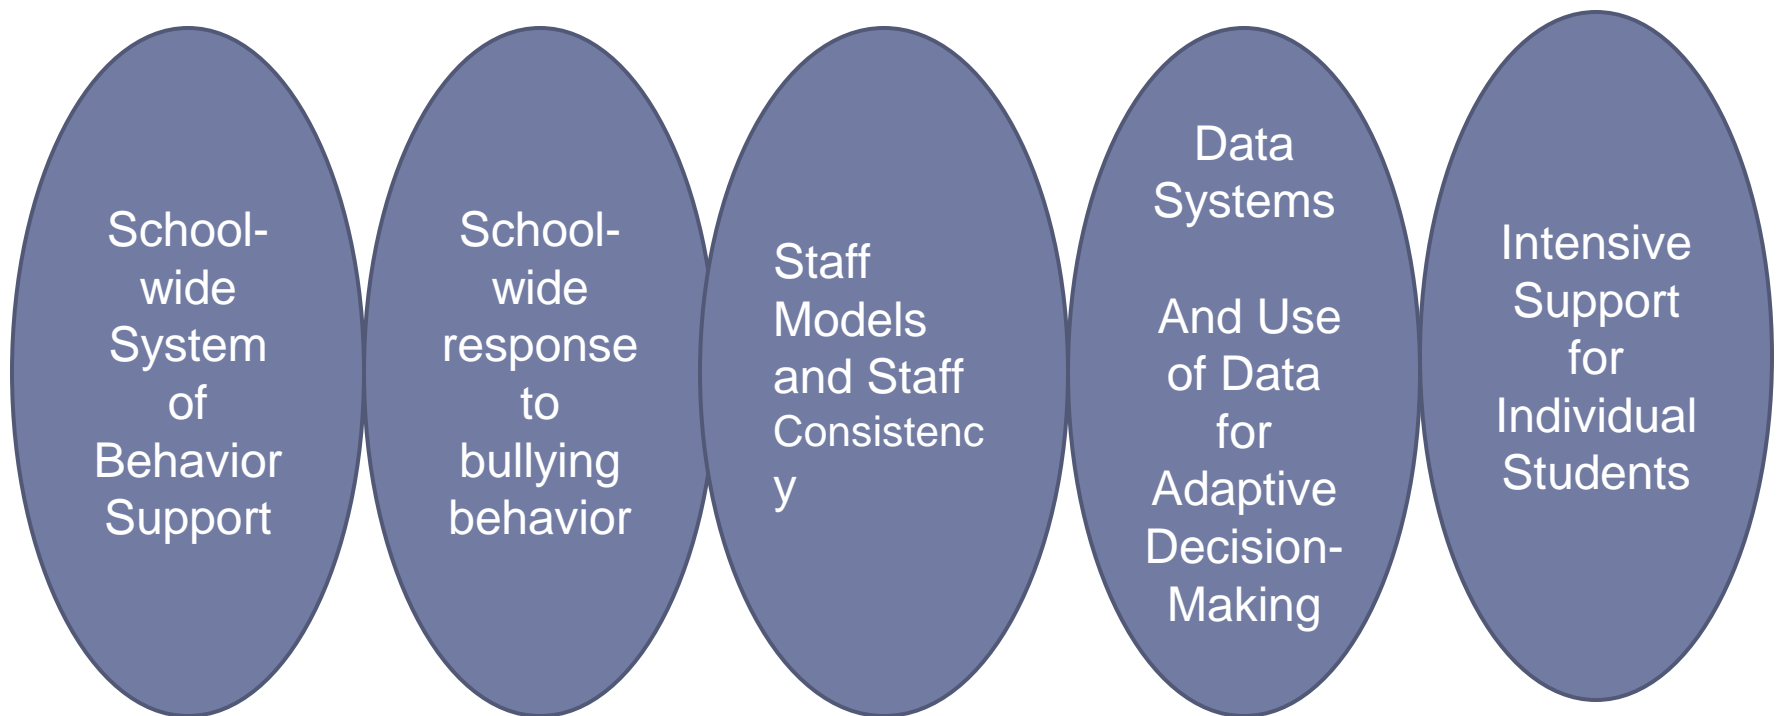 School-
wide
System
of
Behavior
Support
School-
wide
response
to
bullying
behavior
Staff
Models
and Staff
Consistenc
y
Data
Systems
And Use
of Data
for
Adaptive
Decision-
Making
Intensive
Support
for
Individual
Students